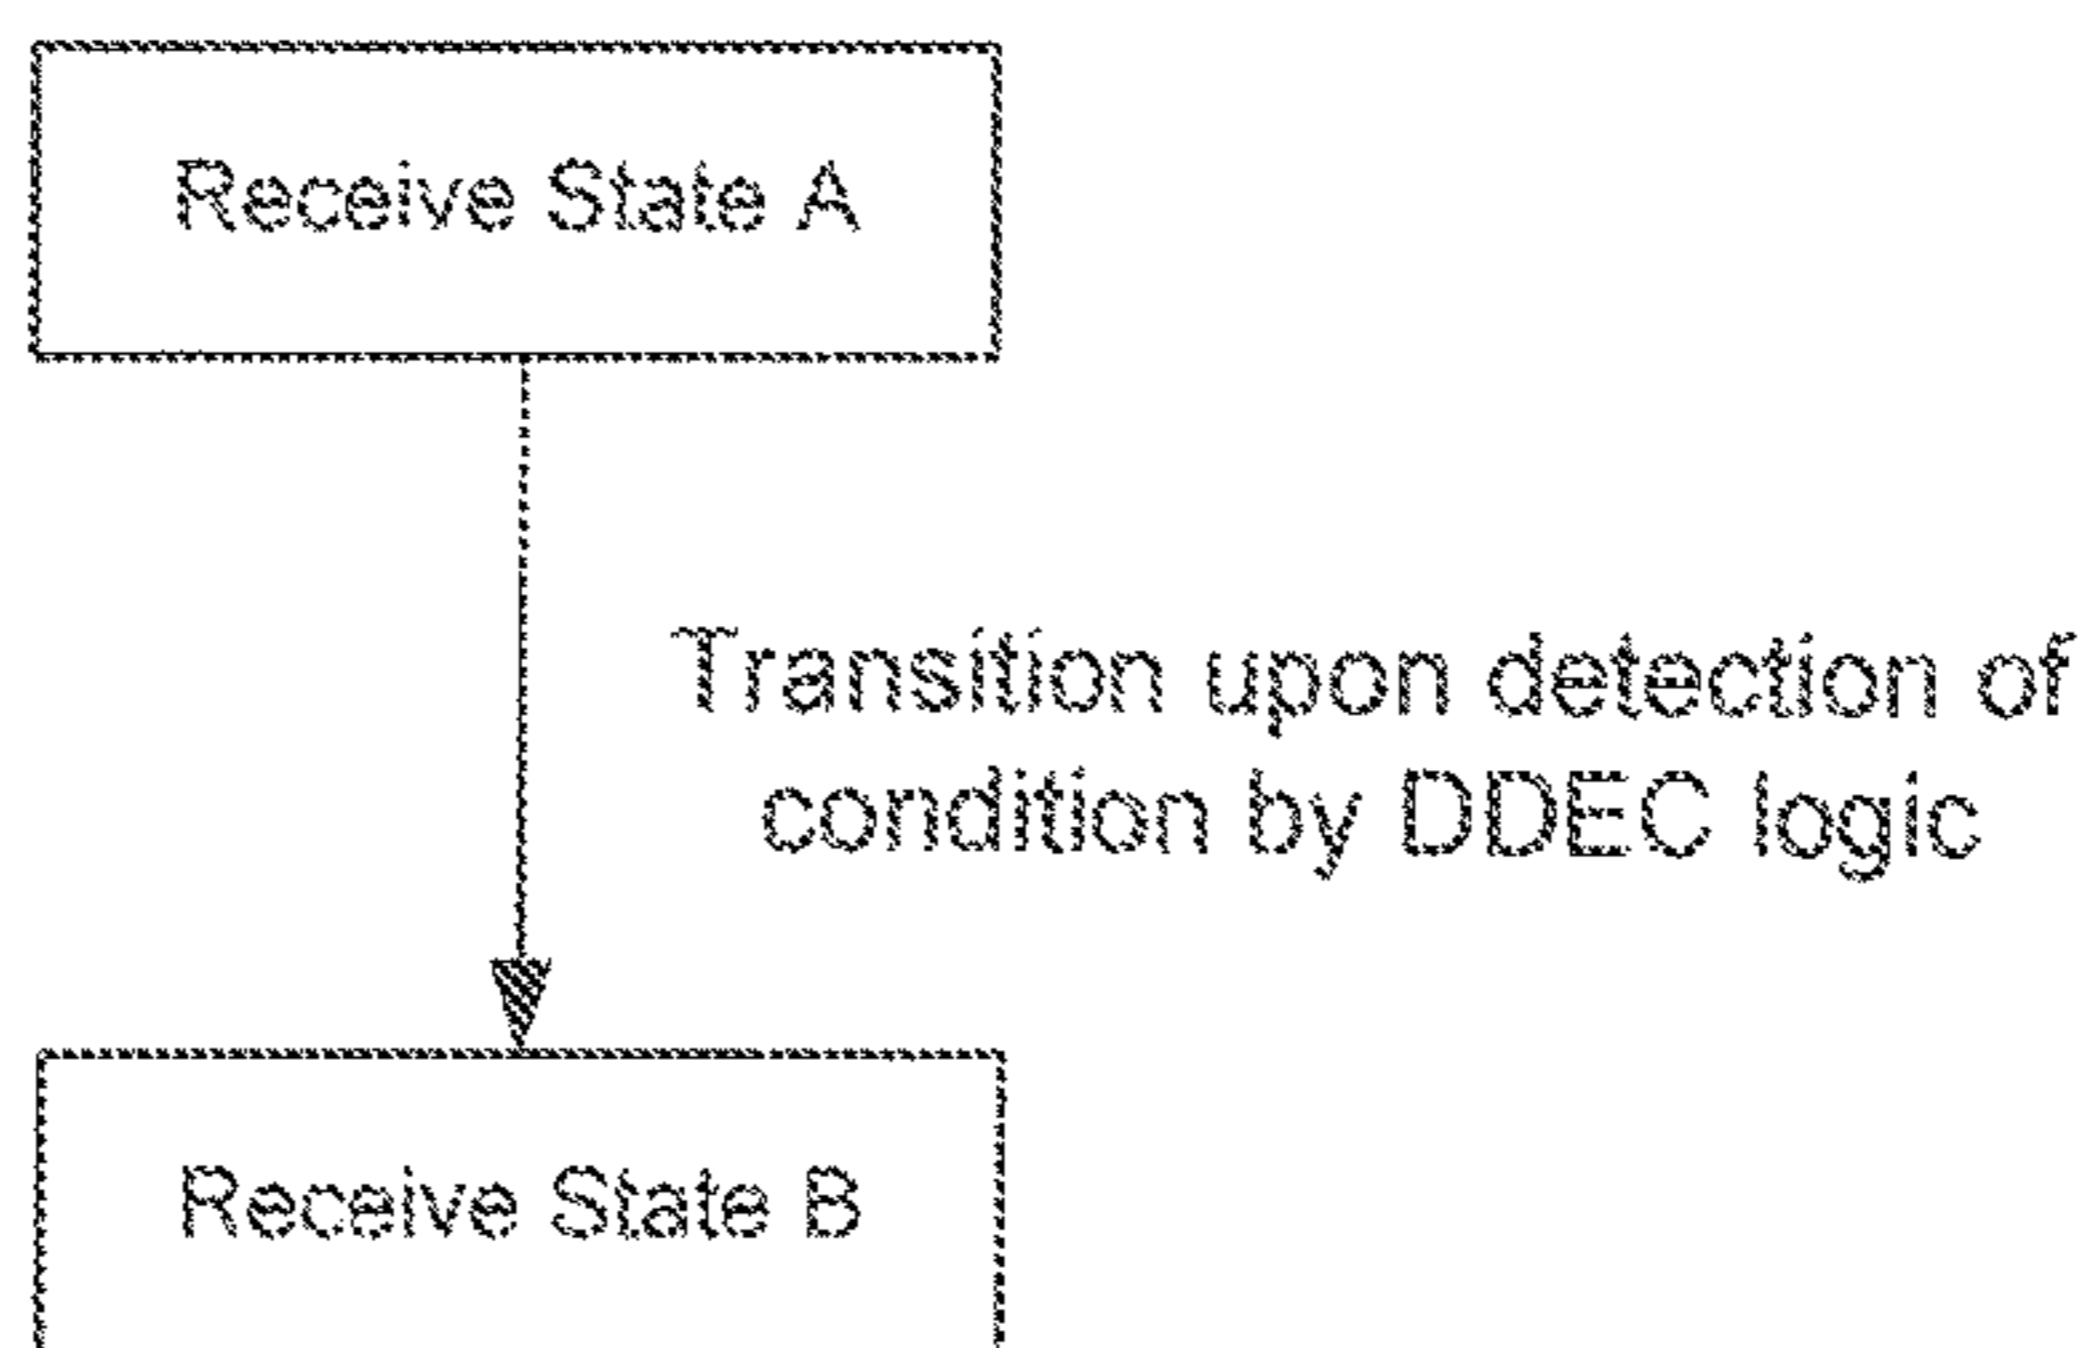 Receive State A
Transition upon detection of
condition by DDEC logic
Receive State B